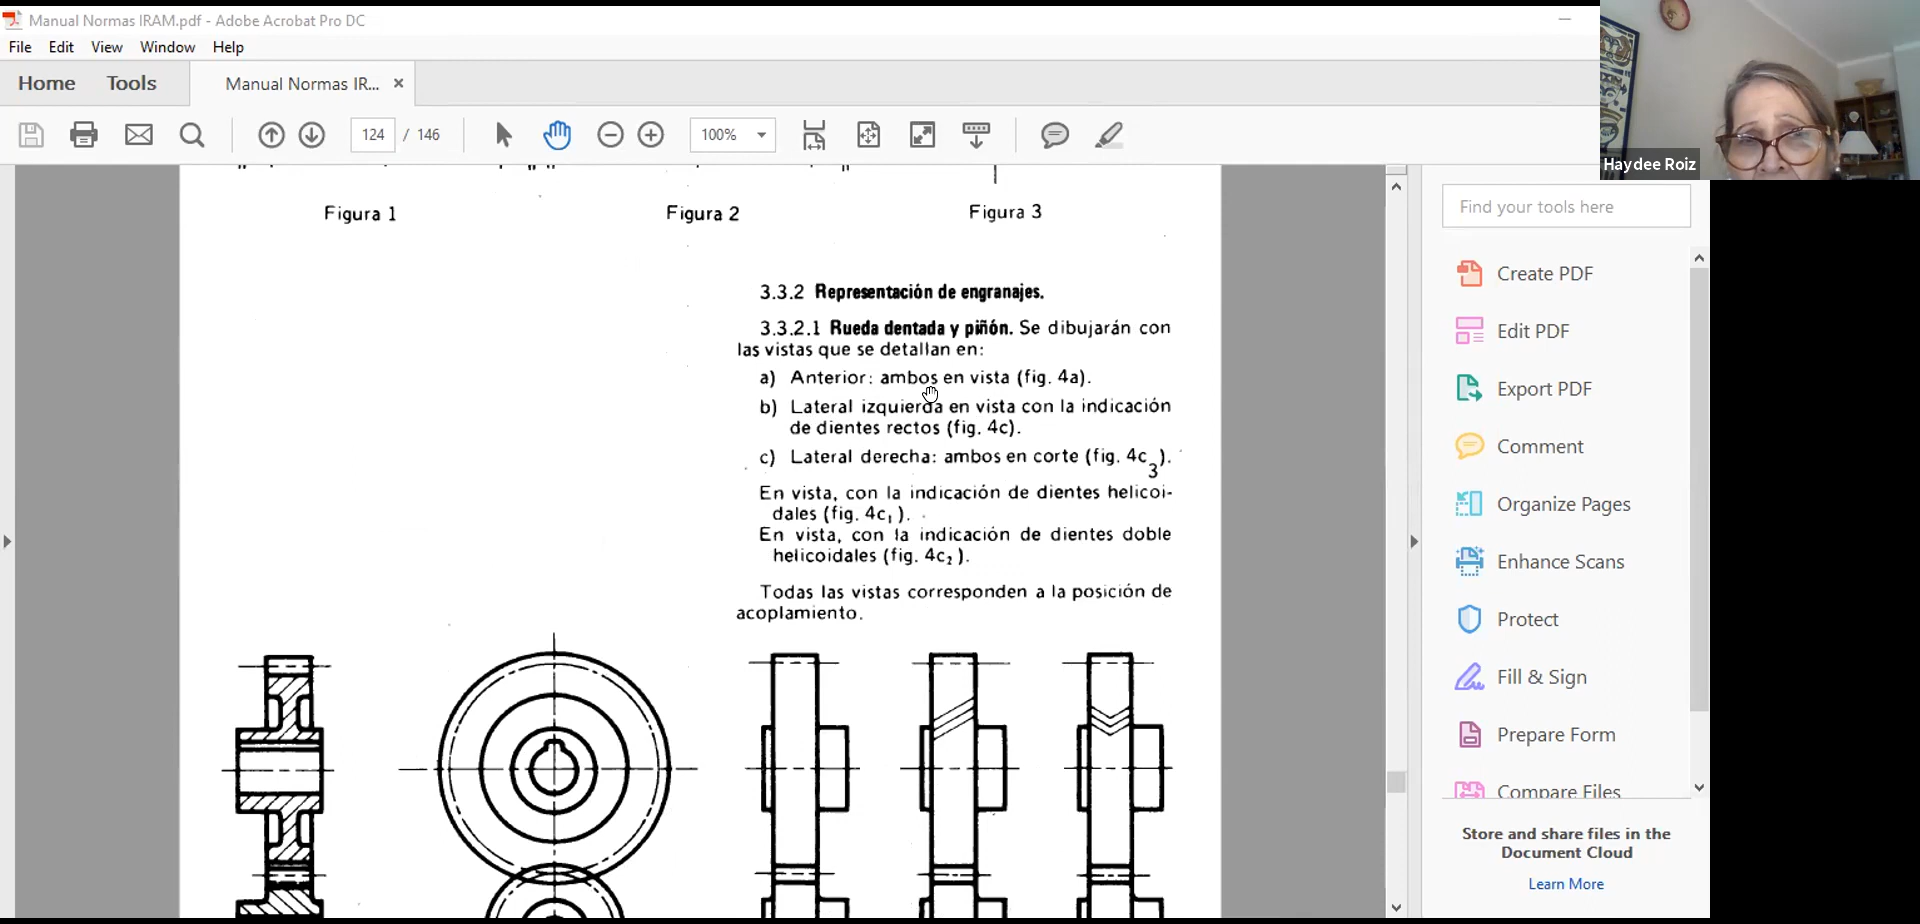 Manual Normas IRAM.pdf - Adobe Acrobat Pro DC
File Edit View Window Help
Home Tools Manual Normas IR... ×
124 / 146 100%
Haydee Roiz
Figura 1 Figura 2 Figura 3
3.3.2 Representación de engranajes.
3.3.2.1 Rueda dentada y piñón. Se dibujarán con
las vistas que se detallan en:
a) Anterior: ambos en vista (fig. 4a).
b) Lateral izquierda en vista con la indicación
de dientes rectos (fig. 4c).
c) Lateral derecha: ambos en corte (fig. 4c3).
En vista, con la indicación de dientes helicoi-
dales (fig. 4c1).
En vista, con la indicación de dientes doble
helicoidales (fig. 4c2).
Todas las vistas corresponden a la posición de
acoplamiento.
Find your tools here
Create PDF
Edit PDF
Export PDF
Comment
Organize Pages
Enhance Scans
Protect
Fill & Sign
Prepare Form
Compare Files
Store and share files in the
Document Cloud
Learn More